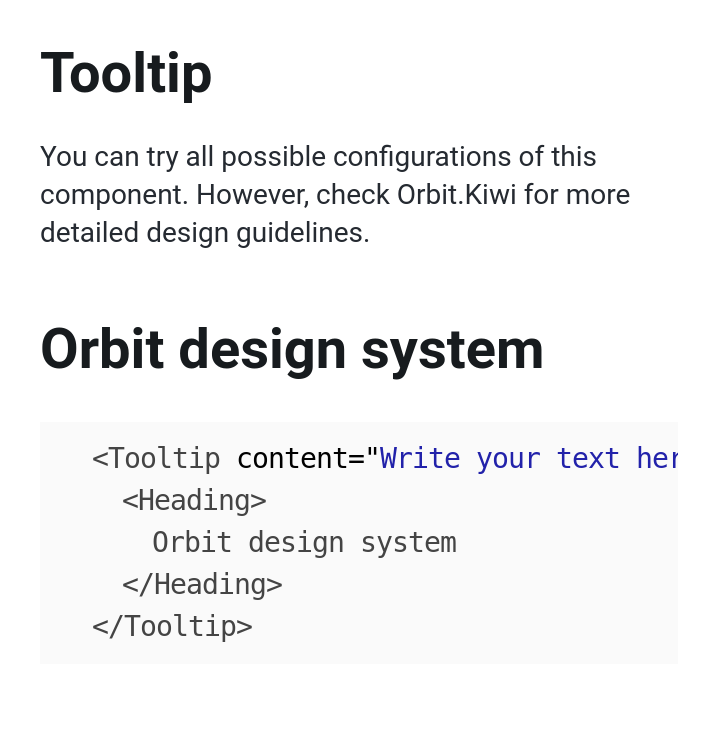 Tooltip
You can try all possible configurations of this
component. However, check Orbit.Kiwi for more
detailed design guidelines.
Orbit design system
<Tooltip content="Write your text her
<Heading>
Orbit design system
</Heading>
</Tooltip>